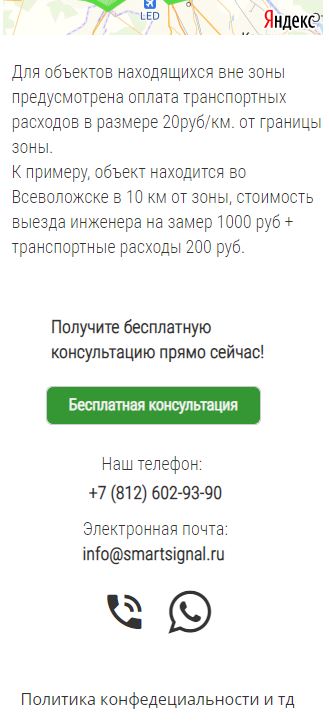 LED
Яндекс
Для объектов находящихся вне зоны
предусмотрена оплата транспортных
расходов в размере 20руб/км. от границы
зоны.
К примеру, объект находится во
Всеволожске в 10 км от зоны, стоимость
выезда инженера на замер 1000 руб +
транспортные расходы 200 руб.
Получите бесплатную
консультацию прямо сейчас!
Бесплатная консультация
Наш телефон:
+7 (812) 602-93-90
Электронная почта:
info@smartsignal.ru
Политика конфедециальности и тд